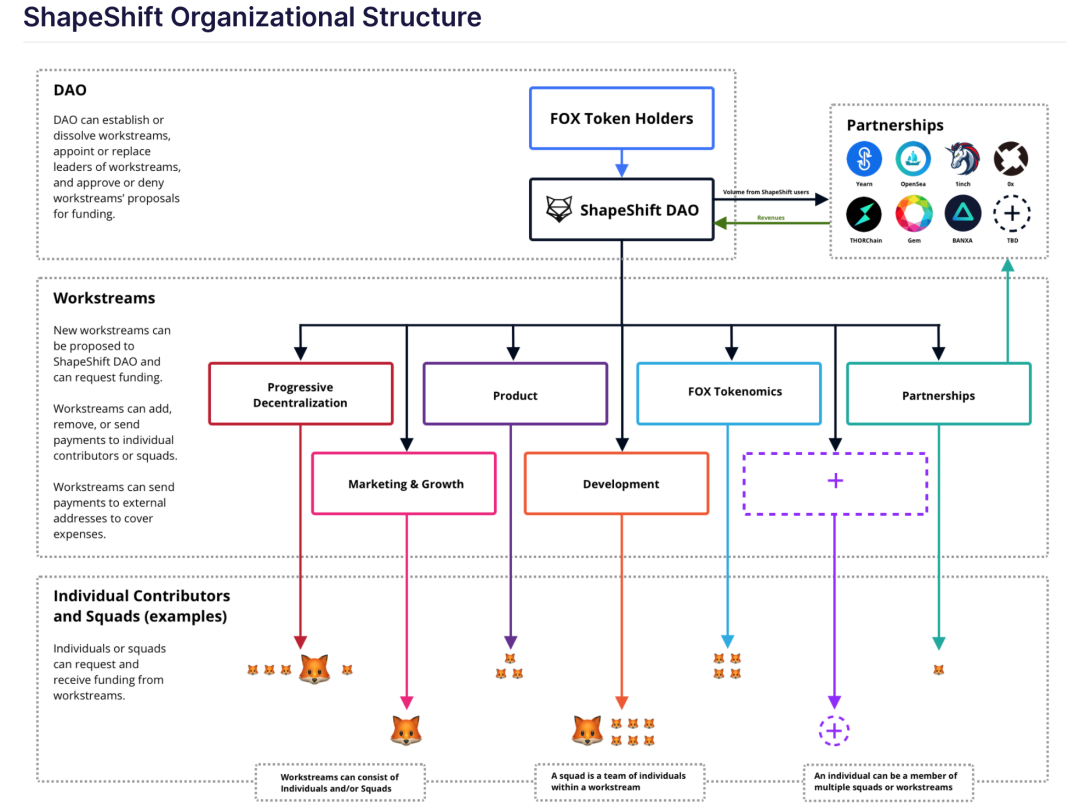 ShapeShift Organizational Structure
DAO
DAO can establish or
dissolve workstreams,
appoint or replace
leaders of workstreams,
and approve or deny
workstreams’ proposals
for funding.
FOX Token Holders
ShapeShift DAO
Volume from ShapeShift users
Revenues
Partnerships
Yearn
OpenSea
1inch
0x
THORChain
Gem
BANXA
TBD
Workstreams
New workstreams can
be proposed to
ShapeShift DAO and
can request funding.
Workstreams can add,
remove, or send
payments to individual
contributors or squads.
Workstreams can send
payments to external
addresses to cover
expenses.
Progressive
Decentralization
Product
FOX Tokenomics
Partnerships
Marketing & Growth
Development
+
Individual Contributors
and Squads (examples)
Individuals or squads
can request and
receive funding from
workstreams.
Workstreams can consist of
Individuals and/or Squads
A squad is a team of individuals
within a workstream
An individual can be a member of
multiple squads or workstreams